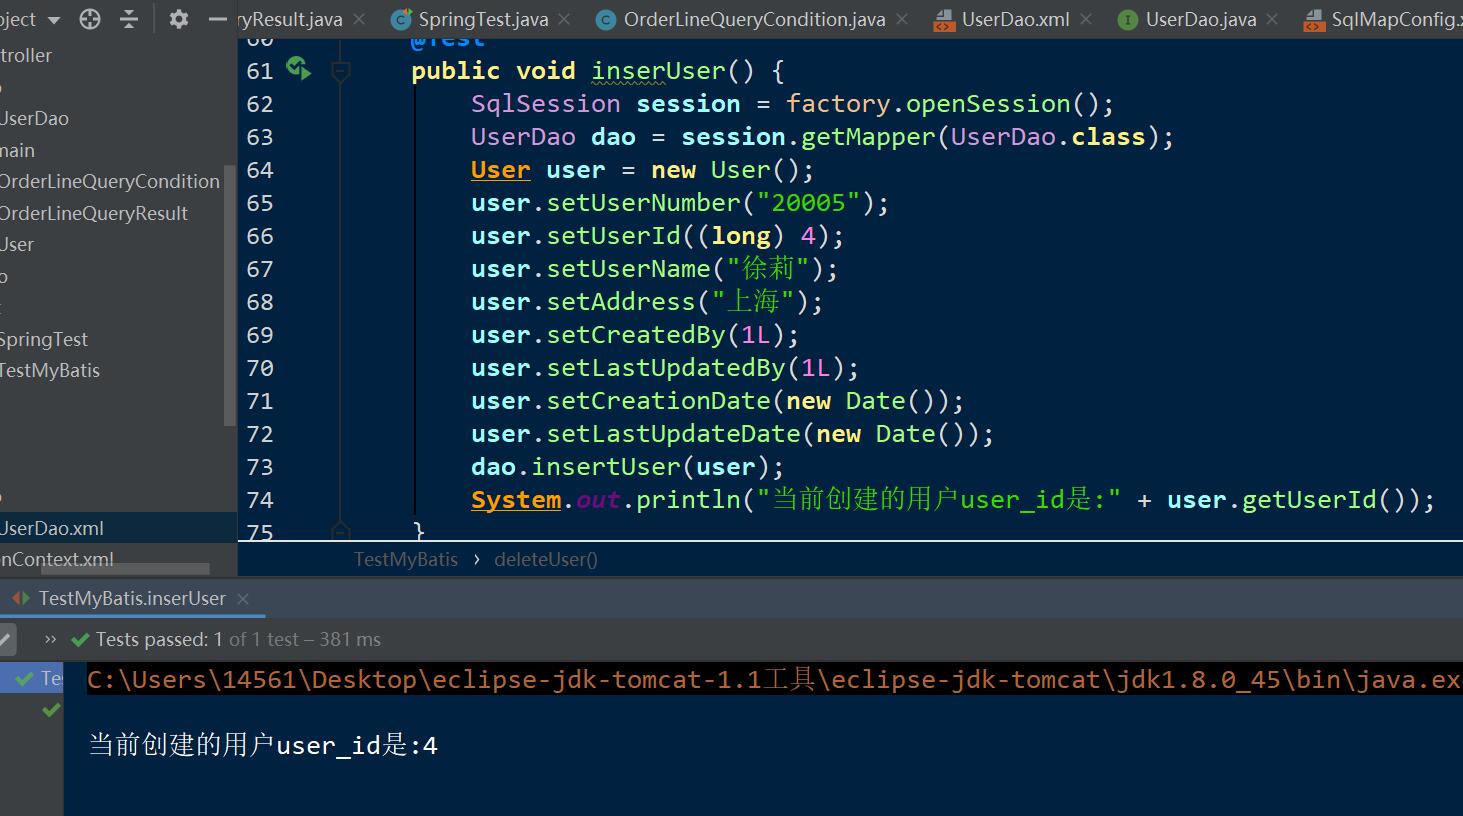 oject
ryResult.java
SpringTest.java
OrderLineQueryCondition.java
UserDao.xml
UserDao.java
SqlMapConfig.x
troller
UserDao
main
OrderLineQueryCondition
OrderLineQueryResult
User
o
SpringTest
TestMyBatis
UserDao.xml
nContext.xml
60 @Test
61 public void inserUser() {
62 SqlSession session = factory.openSession();
63 UserDao dao = session.getMapper(UserDao.class);
64 User user = new User();
65 user.setUserNumber("20005");
66 user.setUserId((long) 4);
67 user.setUserName("徐莉");
68 user.setAddress("上海");
69 user.setCreatedBy(1L);
70 user.setLastUpdatedBy(1L);
71 user.setCreationDate(new Date());
72 user.setLastUpdateDate(new Date());
73 dao.insertUser(user);
74 System.out.println("当前创建的用户user_id是:" + user.getUserId());
75 }
TestMyBatis › deleteUser()
TestMyBatis.inserUser
» Tests passed: 1 of 1 test – 381 ms
Tes
C:\Users\14561\Desktop\eclipse-jdk-tomcat-1.1工具\eclipse-jdk-tomcat\jdk1.8.0_45\bin\java.ex
当前创建的用户user_id是:4